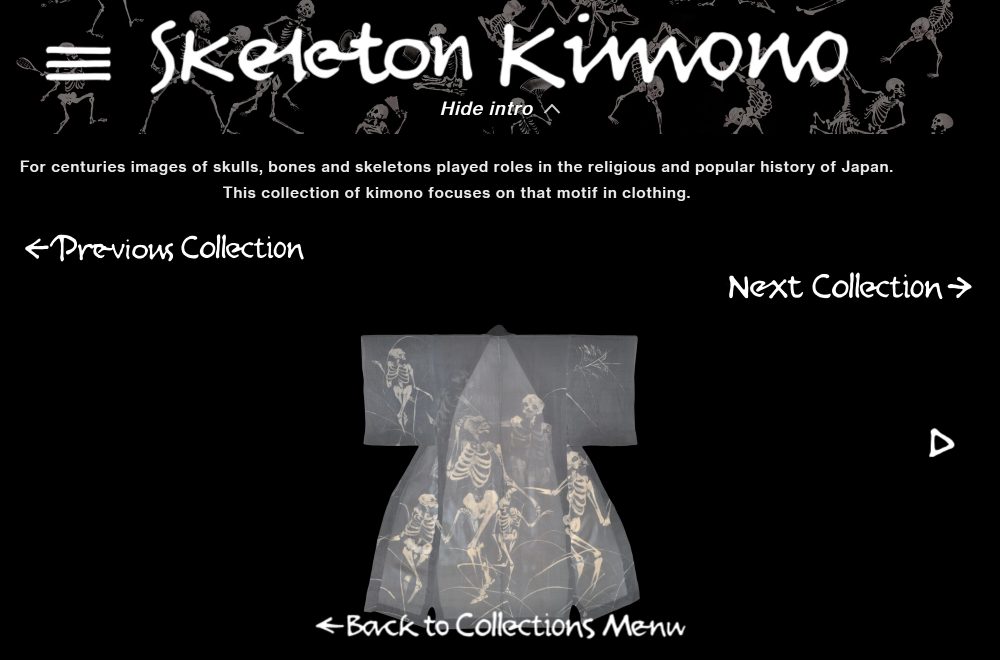 Skeleton Kimono
Hide intro
For centuries images of skulls, bones and skeletons played roles in the religious and popular history of Japan.
This collection of kimono focuses on that motif in clothing.
←Previous Collection
Next Collection→
←Back to Collections Menu